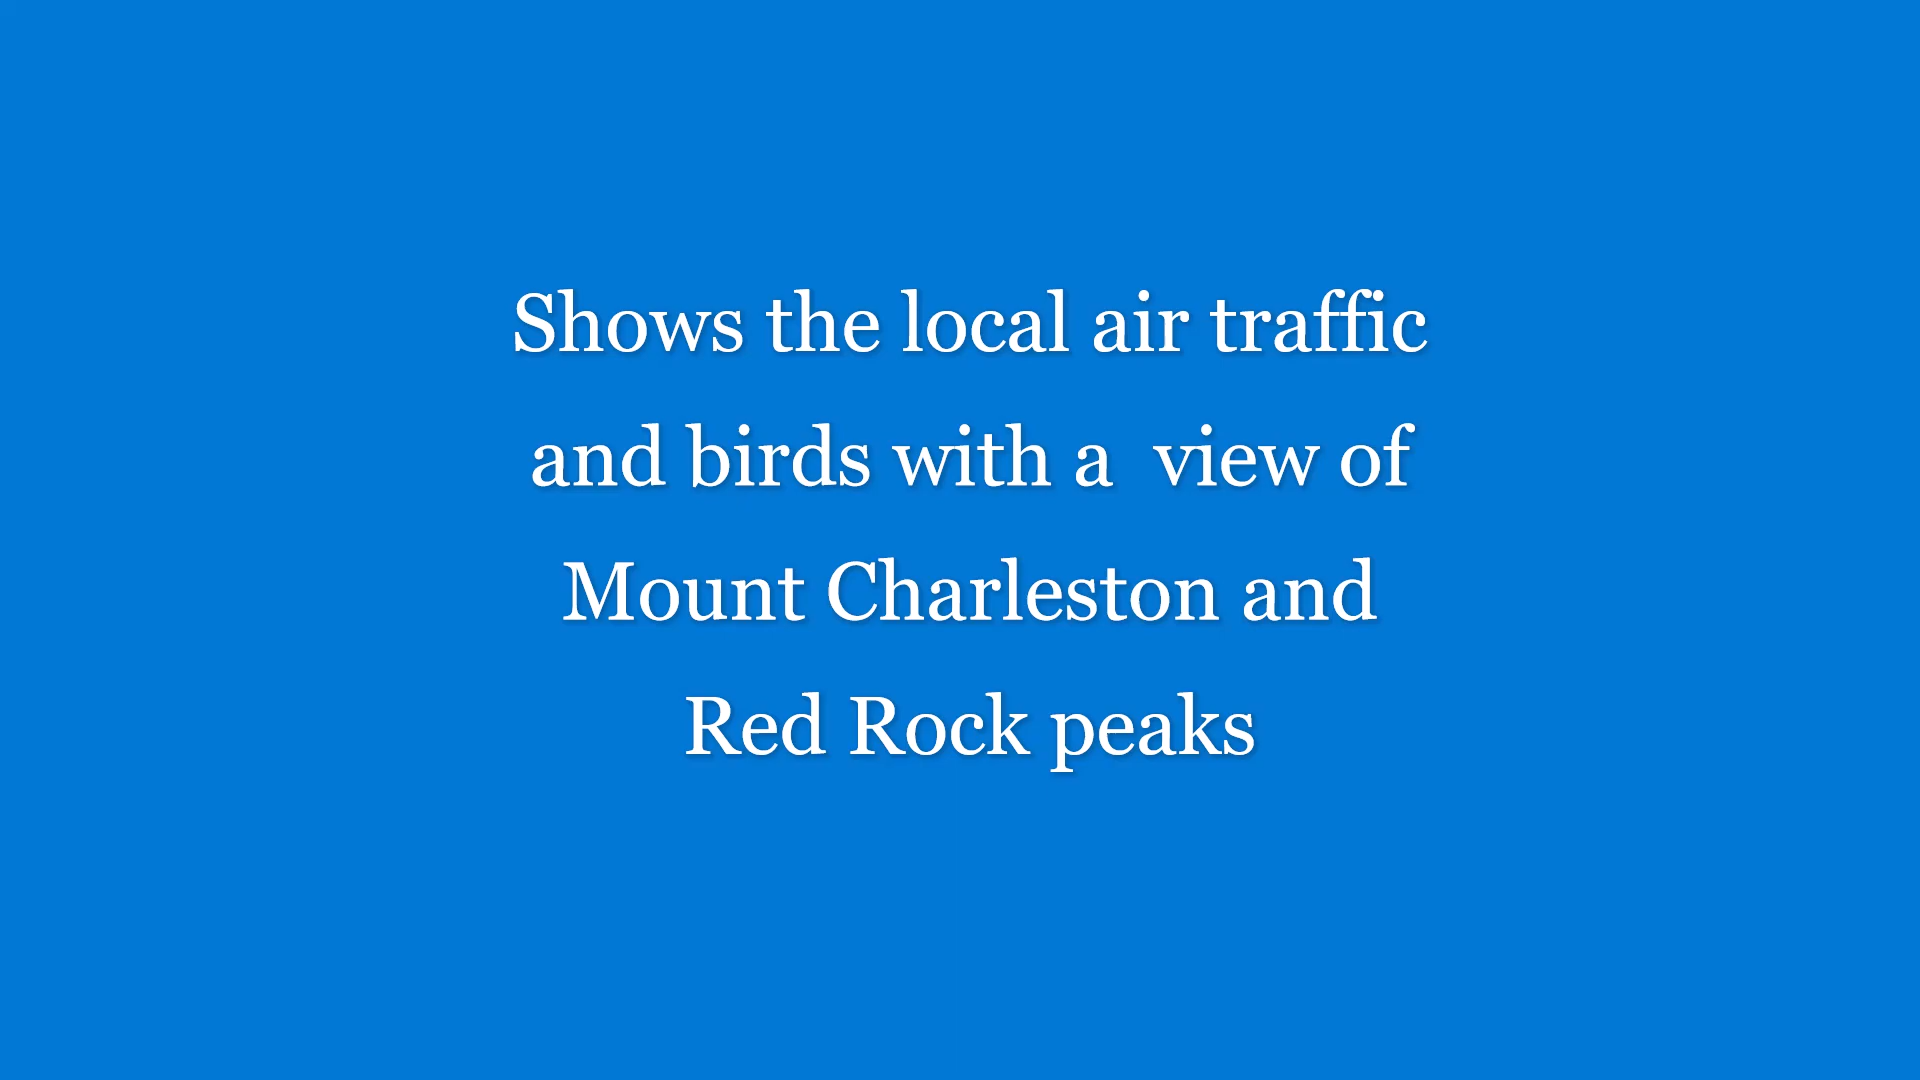 Shows the local air traffic
and birds with a  view of
Mount Charleston and
Red Rock peaks